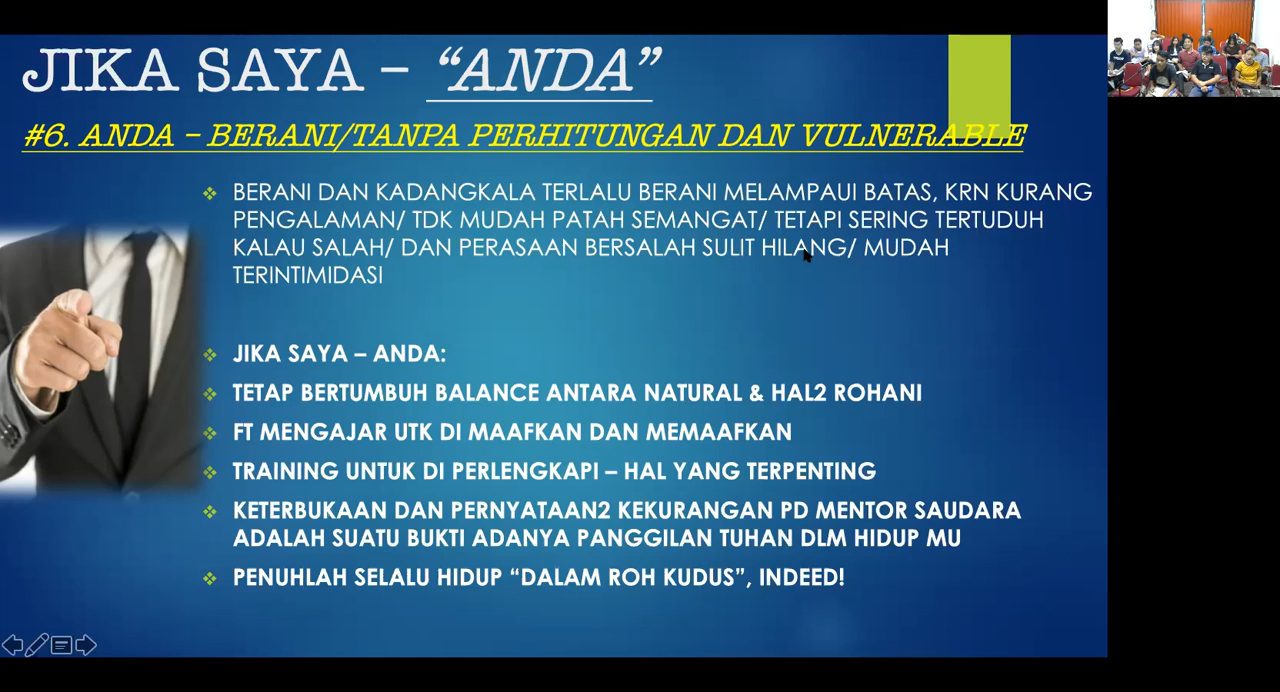 JIKA SAYA – “ANDA”
#6. ANDA – BERANI/TANPA PERHITUNGAN DAN VULNERABLE
BERANI DAN KADANGKALA TERLALU BERANI MELAMPAUI BATAS, KRN KURANG
PENGALAMAN/ TDK MUDAH PATAH SEMANGAT/ TETAPI SERING TERTUDUH
KALAU SALAH/ DAN PERASAAN BERSALAH SULIT HILANG/ MUDAH
TERINTIMIDASI
JIKA SAYA – ANDA:
TETAP BERTUMBUH BALANCE ANTARA NATURAL & HAL2 ROHANI
FT MENGAJAR UTK DI MAAFKAN DAN MEMAAFKAN
TRAINING UNTUK DI PERLENGKAPI – HAL YANG TERPENTING
KETERBUKAAN DAN PERNYATAAN2 KEKURANGAN PD MENTOR SAUDARA
ADALAH SUATU BUKTI ADANYA PANGGILAN TUHAN DLM HIDUP MU
PENUHLAH SELALU HIDUP “DALAM ROH KUDUS”, INDEED!